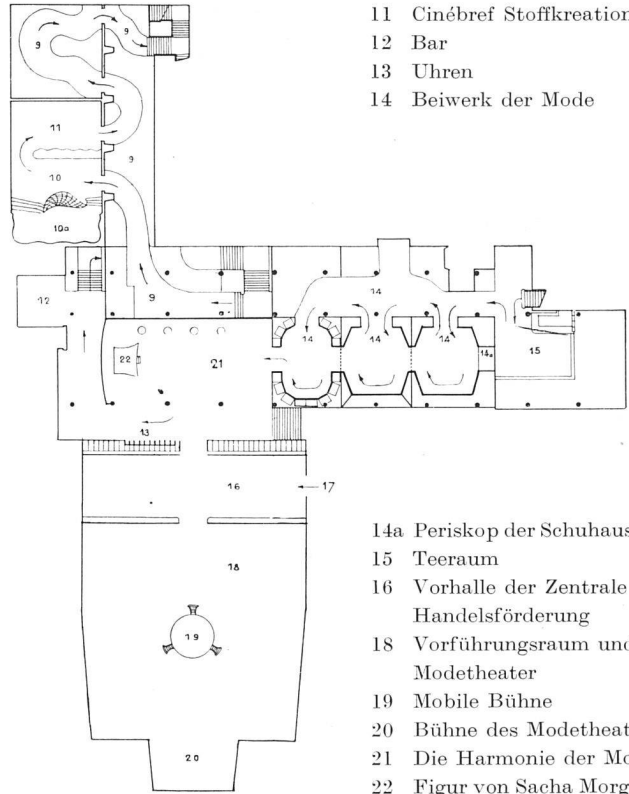 11 Cinébref Stoffkreation
12 Bar
13 Uhren
14 Beiwerk der Mode
9
9
11
9
10
10a
12
9
14
22
21
14
14
14
14a
15
13
16
17
18
19
20
14a Periskop der Schuhaus
15 Teeraum
16 Vorhalle der Zentrale
Handelsförderung
18 Vorführungsraum und
Modetheater
19 Mobile Bühne
20 Bühne des Modetheat
21 Die Harmonie der Mo
22 Figur von Sacha Morg